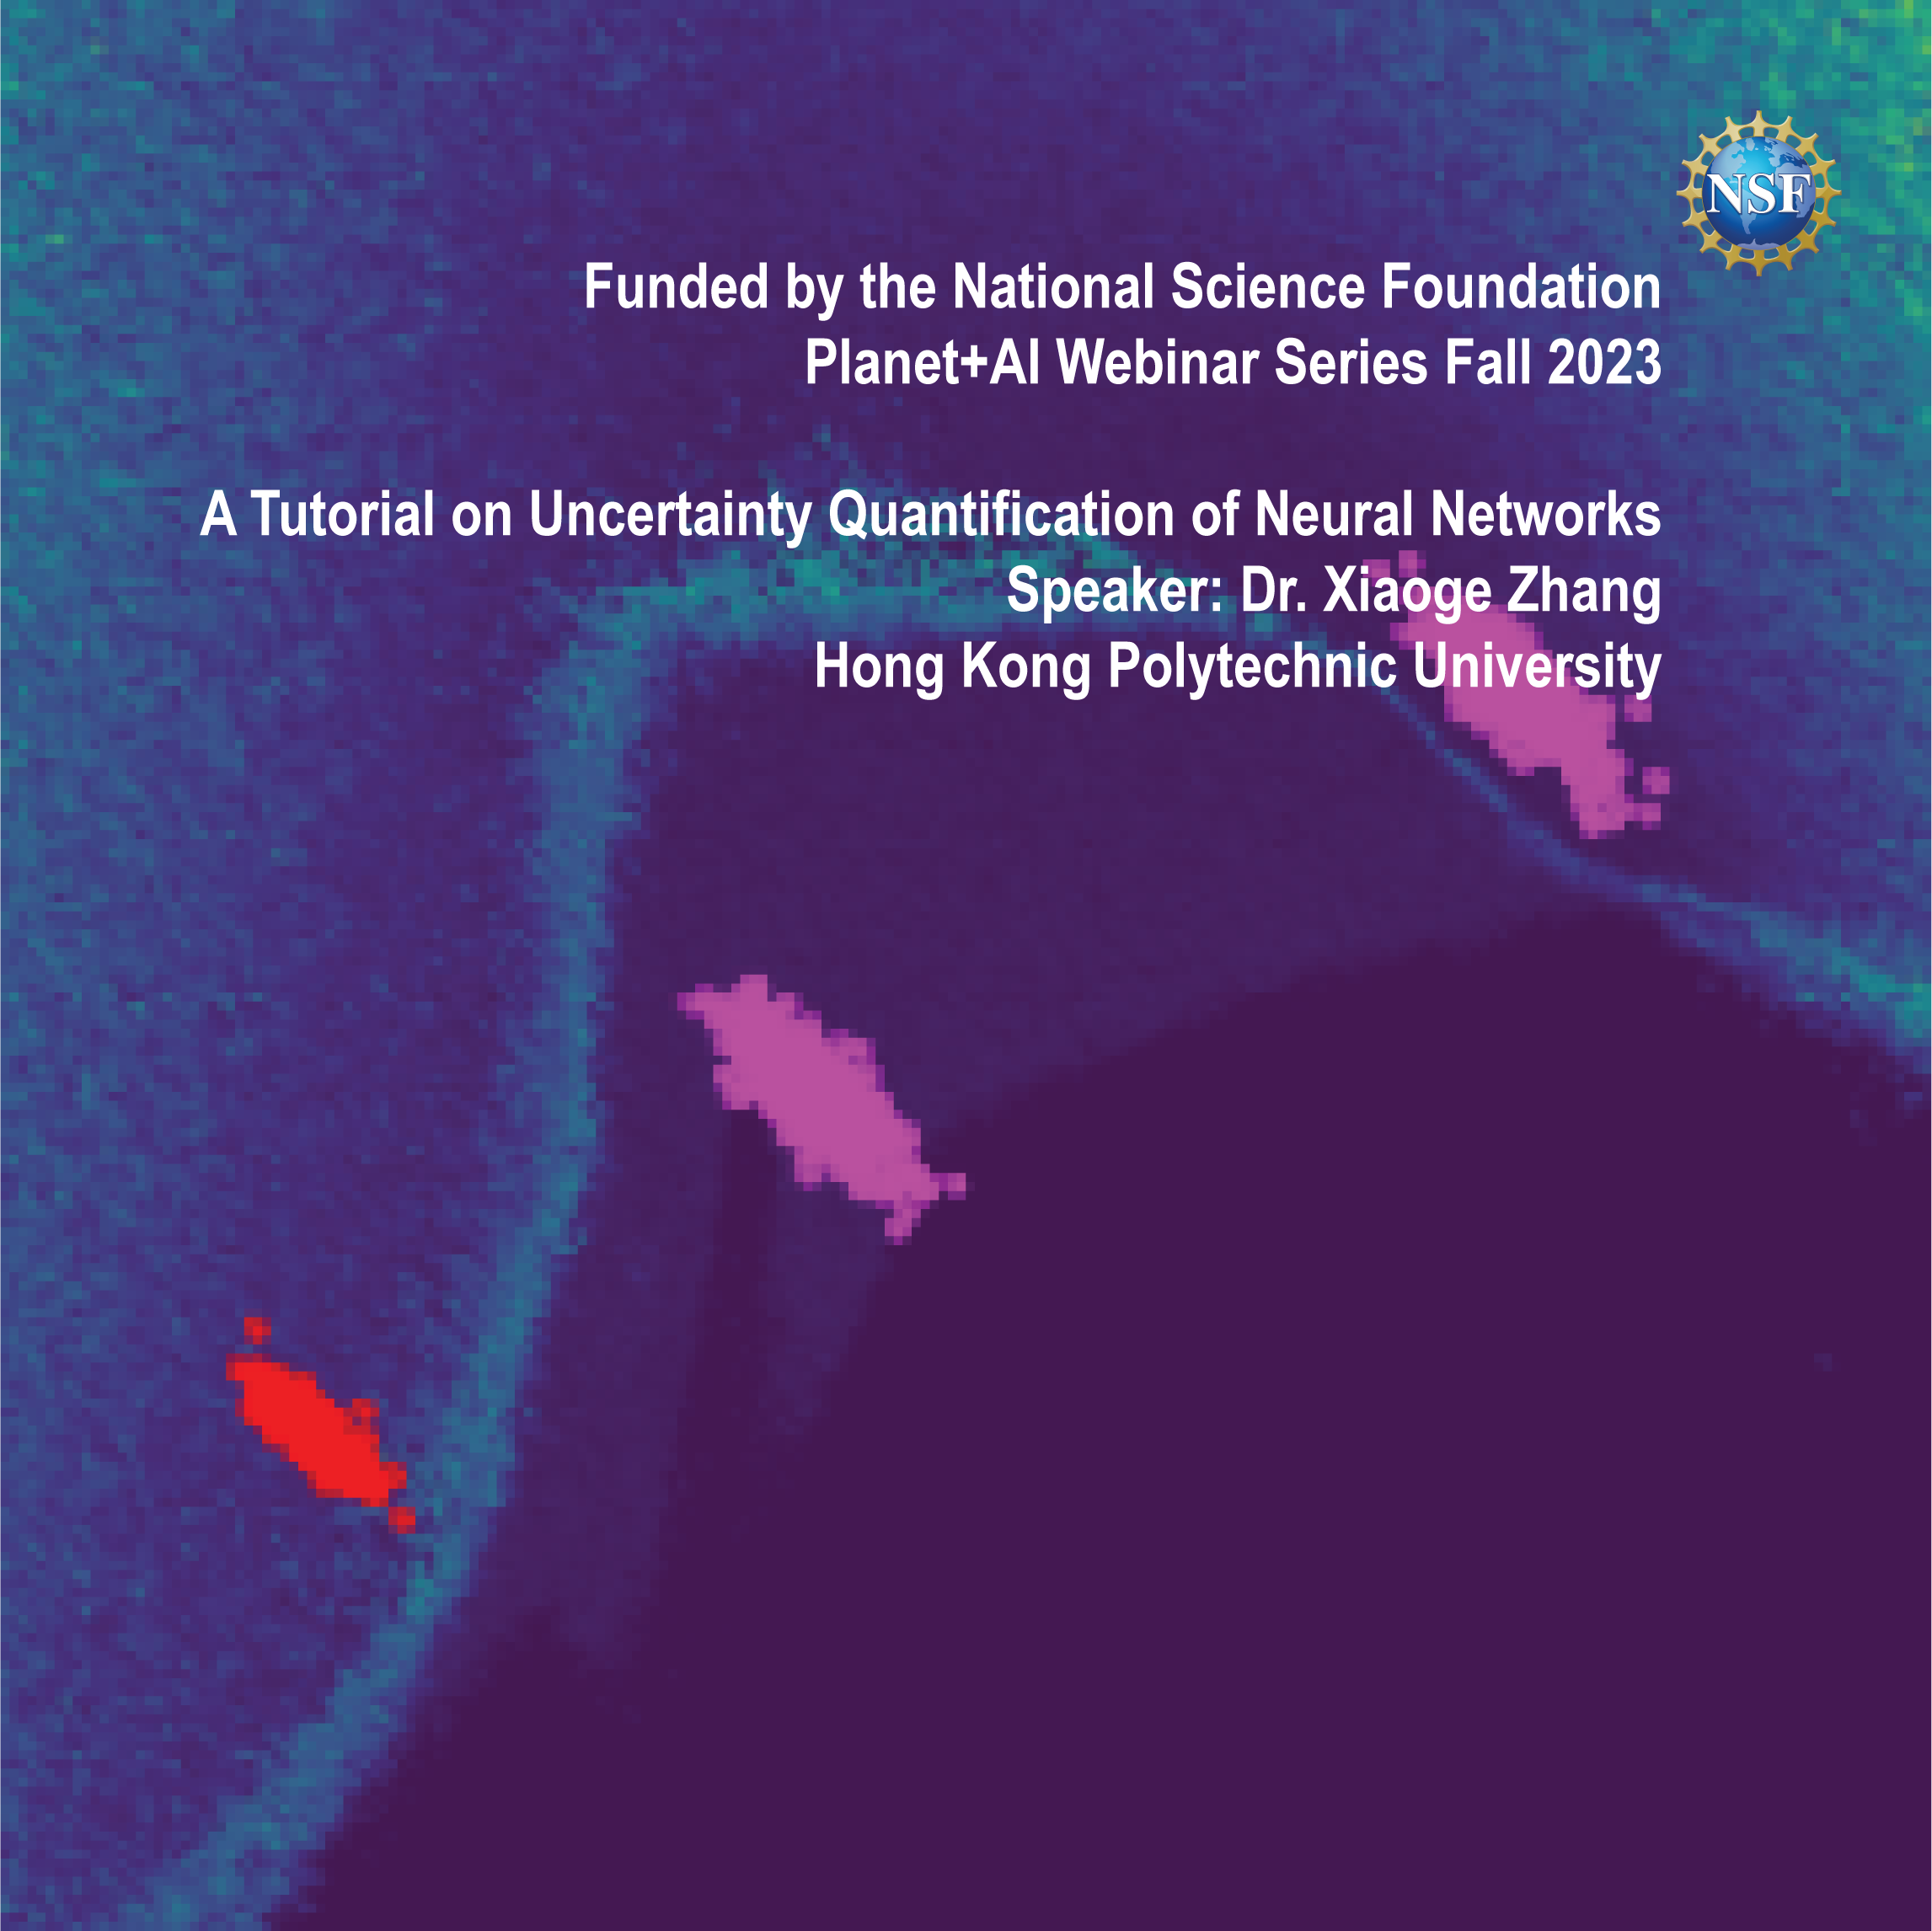 NSF
Funded by the National Science Foundation
Planet+AI Webinar Series Fall 2023
A Tutorial on Uncertainty Quantification of Neural Networks
Speaker: Dr. Xiaoge Zhang
Hong Kong Polytechnic University